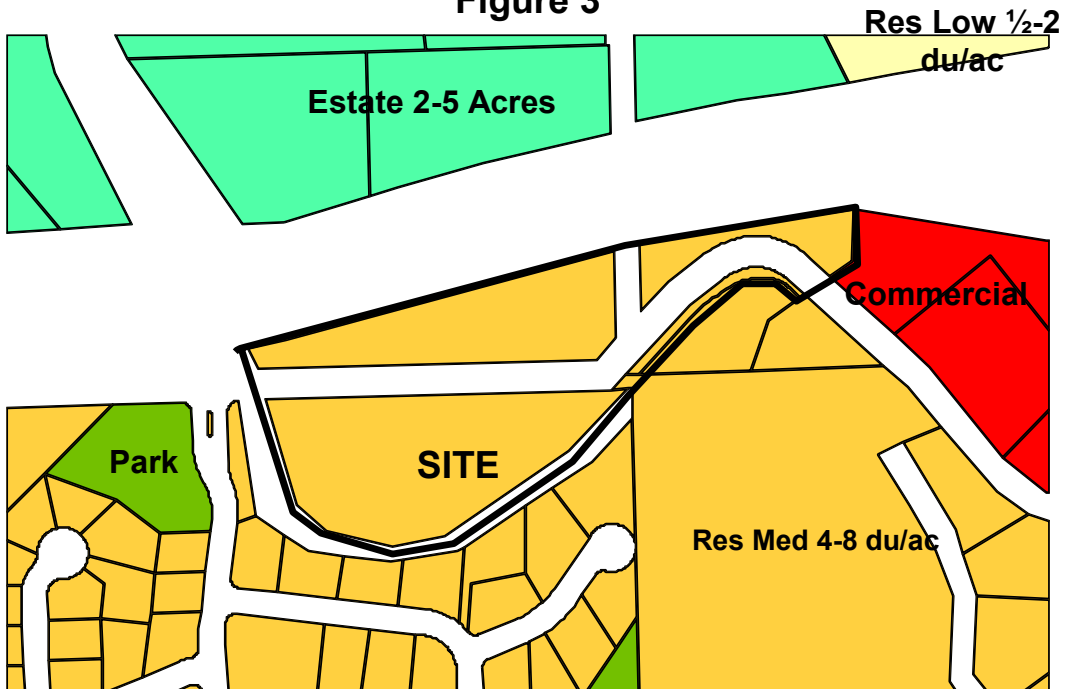 Figure 3
Res Low ½-2
du/ac
Estate 2-5 Acres
Commercial
Park
SITE
Res Med 4-8 du/ac